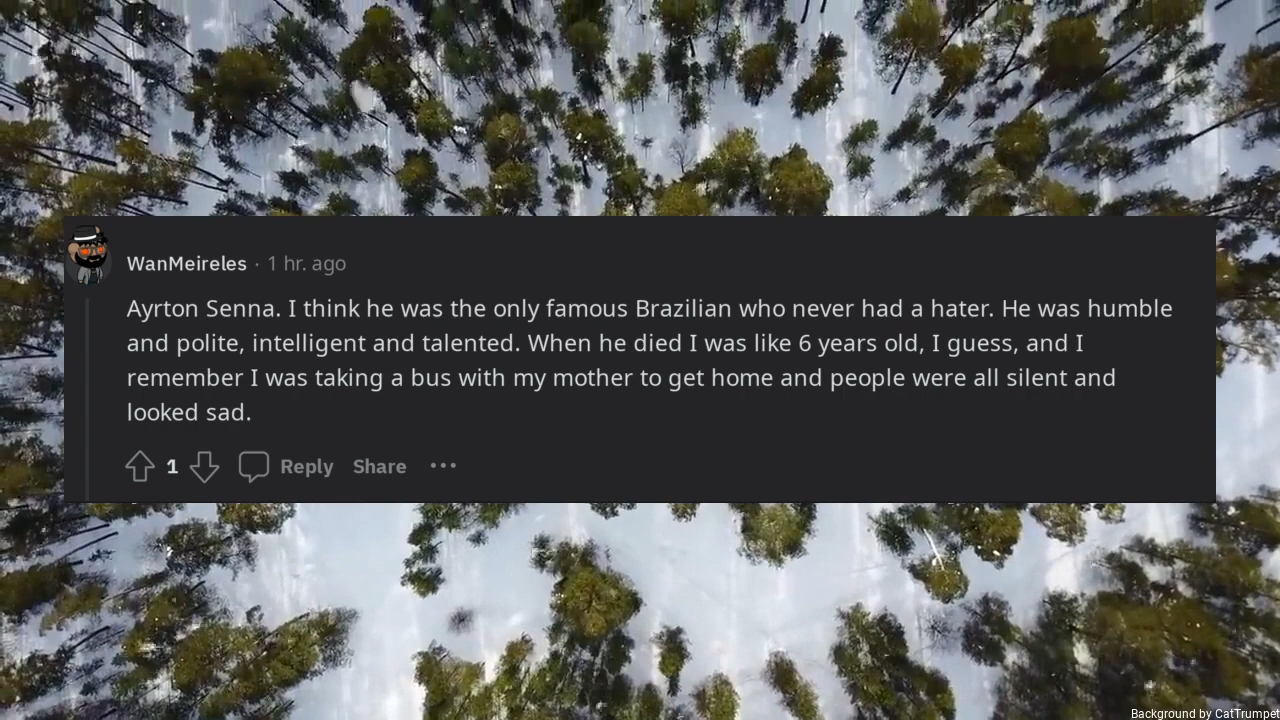 WanMeireles · 1 hr. ago
Ayrton Senna. I think he was the only famous Brazilian who never had a hater. He was humble
and polite, intelligent and talented. When he died I was like 6 years old, I guess, and I
remember I was taking a bus with my mother to get home and people were all silent and
looked sad.
1 Reply Share ···
Background by CatTrumpet